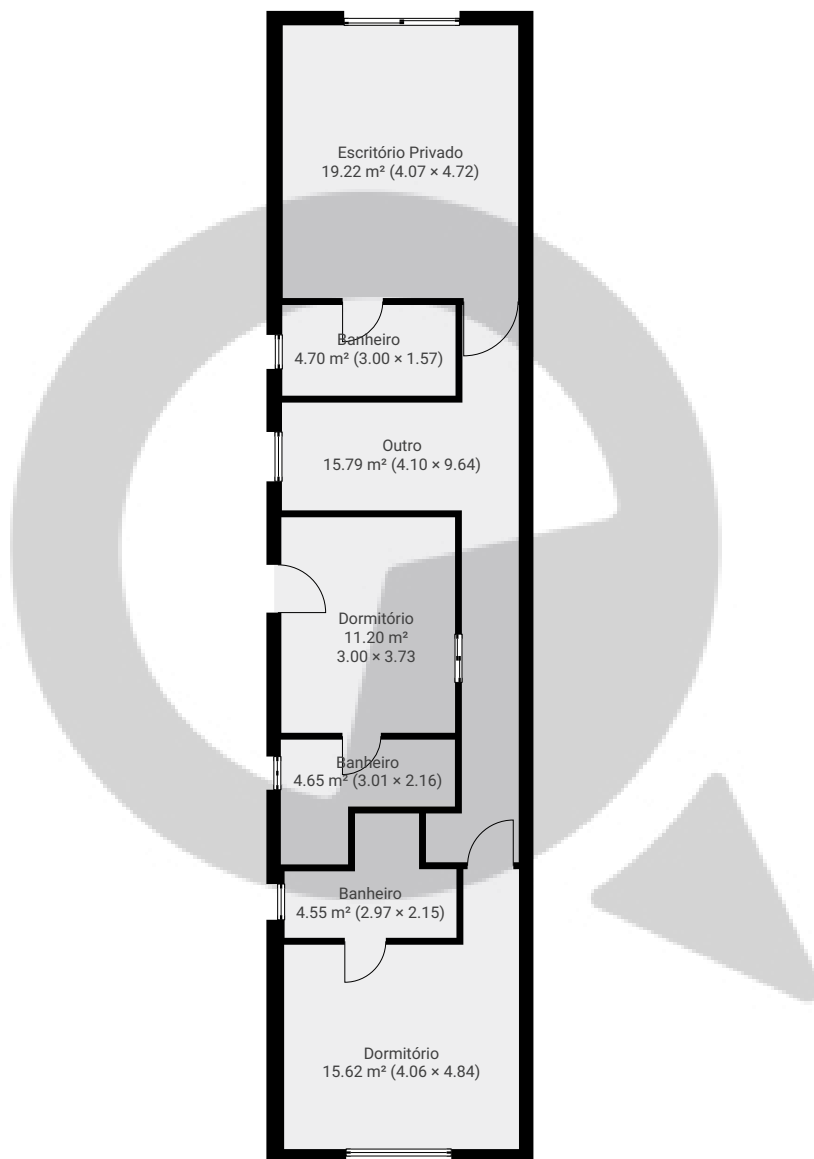 Escritório Privado
19.22 m² (4.07 × 4.72)
Banheiro
4.70 m² (3.00 × 1.57)
Outro
15.79 m² (4.10 × 9.64)
Dormitório
11.20 m²
3.00 × 3.73
Banheiro
4.65 m² (3.01 × 2.16)
Banheiro
4.55 m² (2.97 × 2.15)
Dormitório
15.62 m² (4.06 × 4.84)